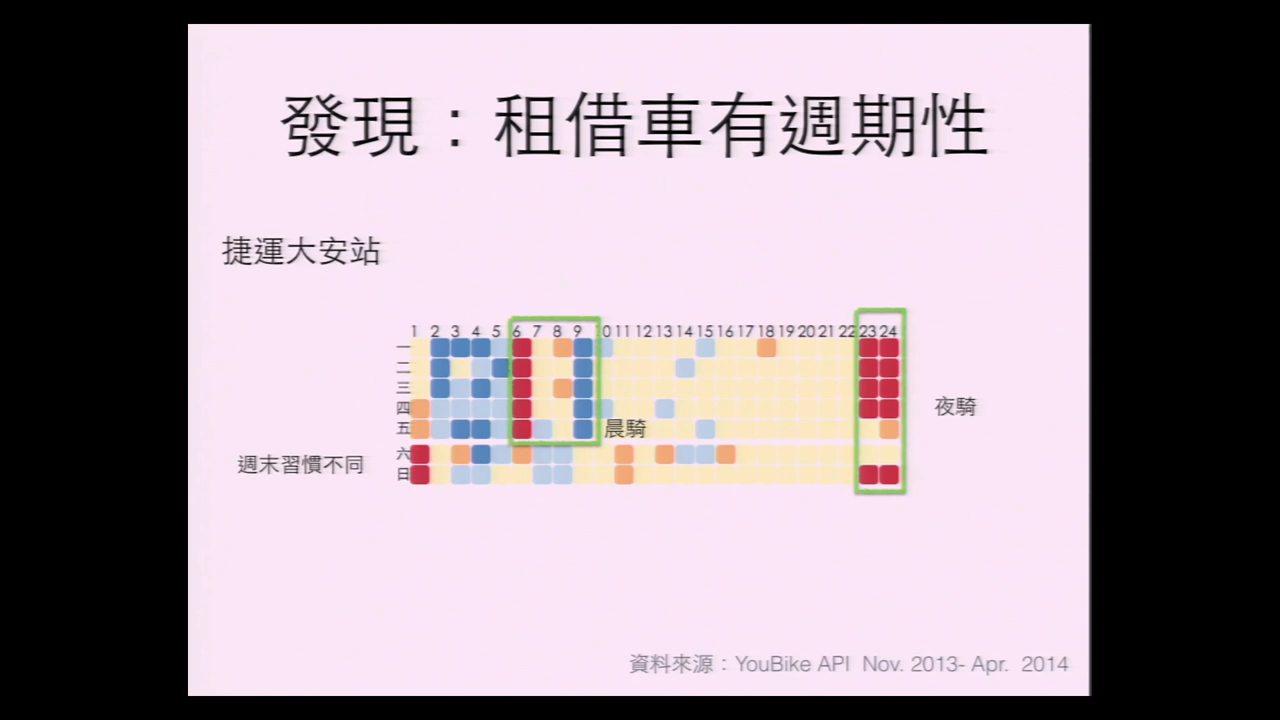 發現：租借車有週期性
捷運大安站
1 2 3 4 5 6 7 8 9 10 11 12 13 14 15 16 17 18 19 20 21 22 23 24
一
二
三
四
五
六
日
晨騎
夜騎
週末習慣不同
資料來源：YouBike API Nov. 2013- Apr. 2014